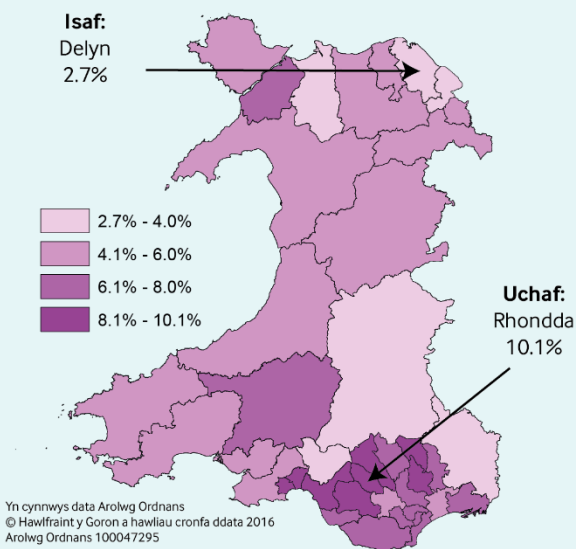 Isaf:
Delyn
2.7%
2.7% - 4.0%
4.1% - 6.0%
6.1% - 8.0%
8.1% - 10.1%
Uchaf:
Rhondda
10.1%
Yn cynnwys data Arolwg Ordnans
© Hawlfraint y Goron a hawliau cronfa ddata 2016
Arolwg Ordnans 100047295